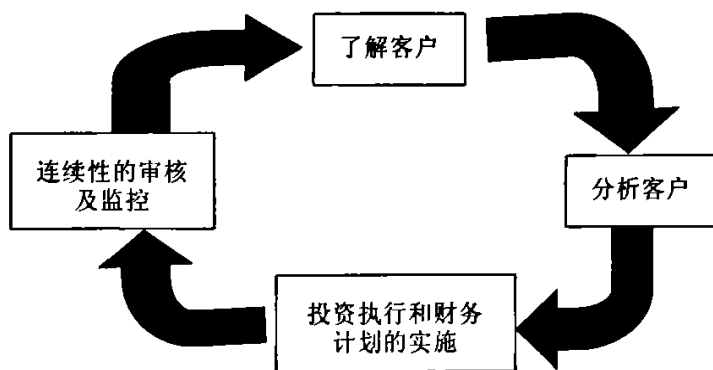 了解客户
分析客户
投资执行和财务
计划的实施
连续性的审核
及监控